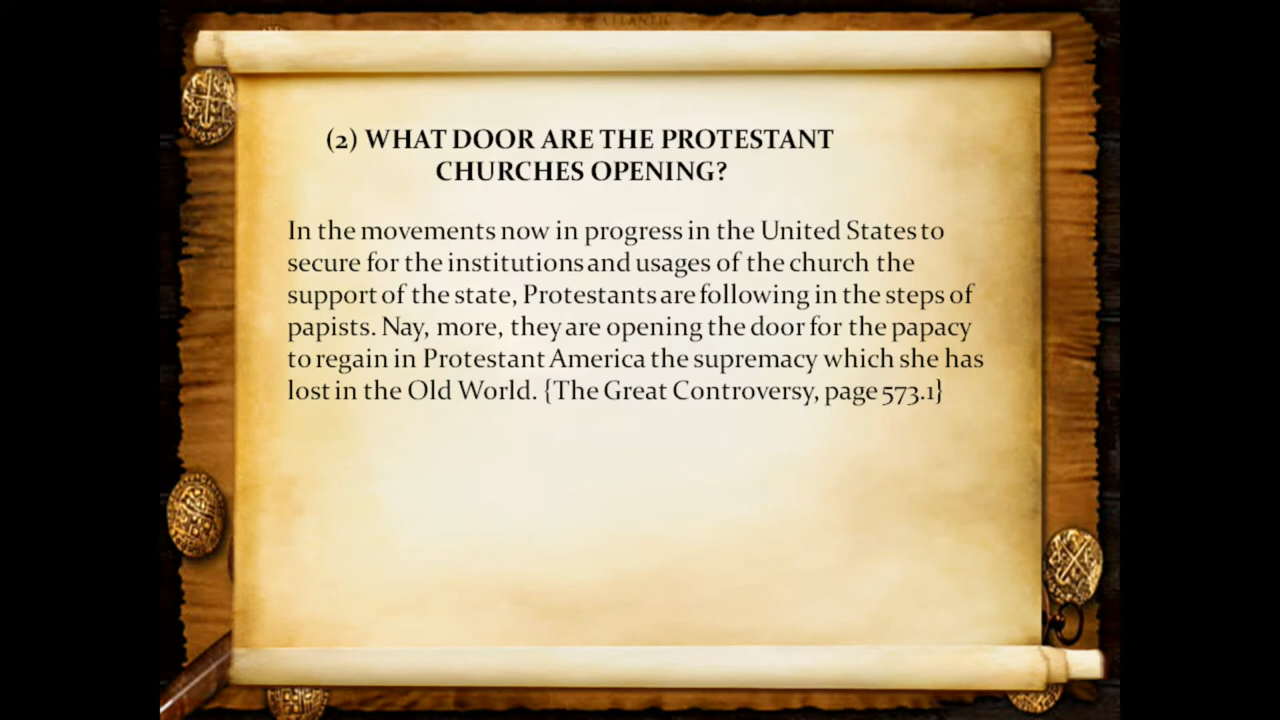 ATLANTIC
(2) WHAT DOOR ARE THE PROTESTANT
CHURCHES OPENING?
In the movements now in progress in the United States to
secure for the institutions and usages of the church the
support of the state, Protestants are following in the steps of
papists. Nay, more, they are opening the door for the papacy
to regain in Protestant America the supremacy which she has
lost in the Old World. {The Great Controversy, page 573.1}